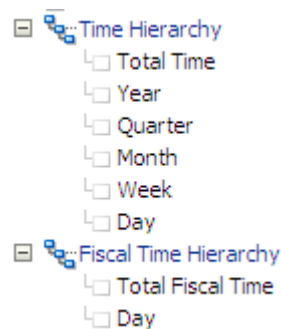 Time Hierarchy
Total Time
Year
Quarter
Month
Week
Day
Fiscal Time Hierarchy
Total Fiscal Time
Day